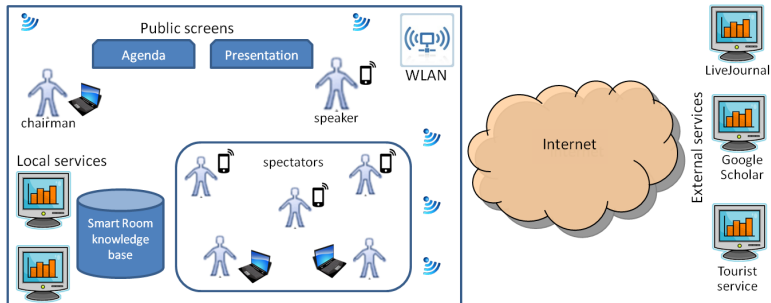 Public screens
Agenda
Presentation
WLAN
chairman
speaker
Local services
spectators
Smart Room
knowledge
base
Internet
External services
LiveJournal
Google
Scholar
Tourist
service